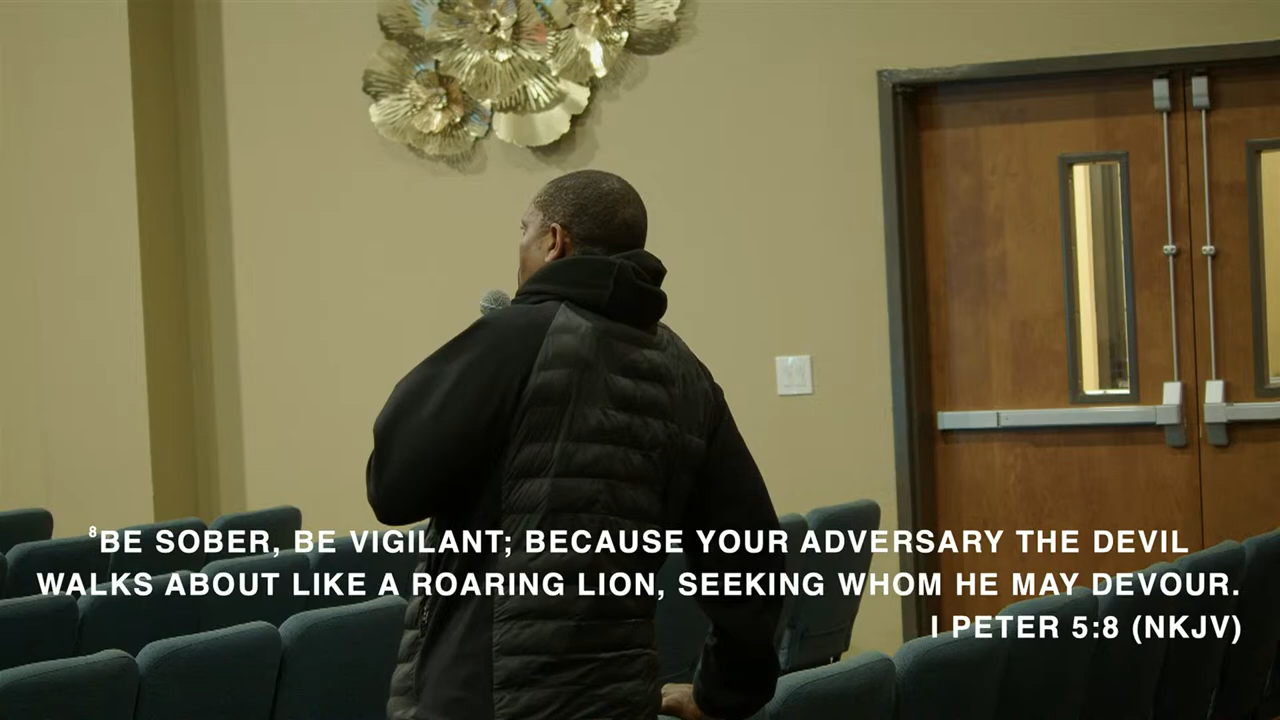 ⁸BE SOBER, BE VIGILANT; BECAUSE YOUR ADVERSARY THE DEVIL
WALKS ABOUT LIKE A ROARING LION, SEEKING WHOM HE MAY DEVOUR.
I PETER 5:8 (NKJV)